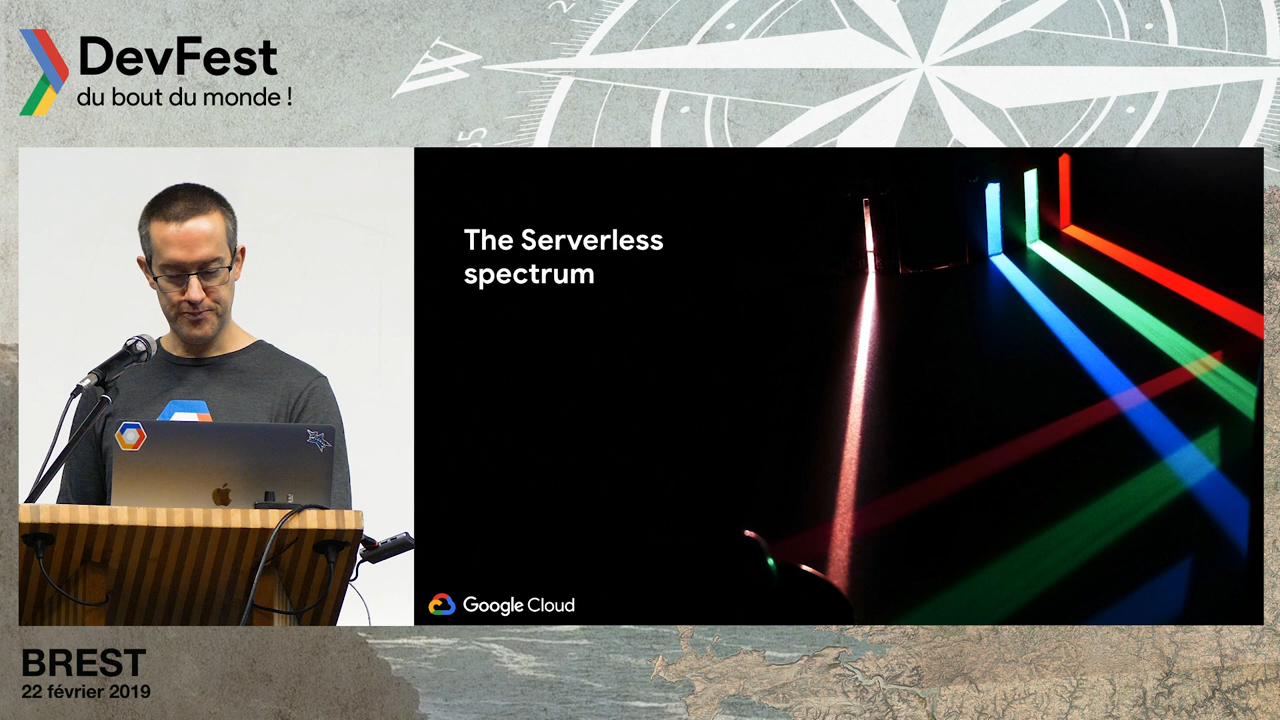 DevFest
du bout du monde !
W
The Serverless
spectrum
Google Cloud
BREST
22 février 2019